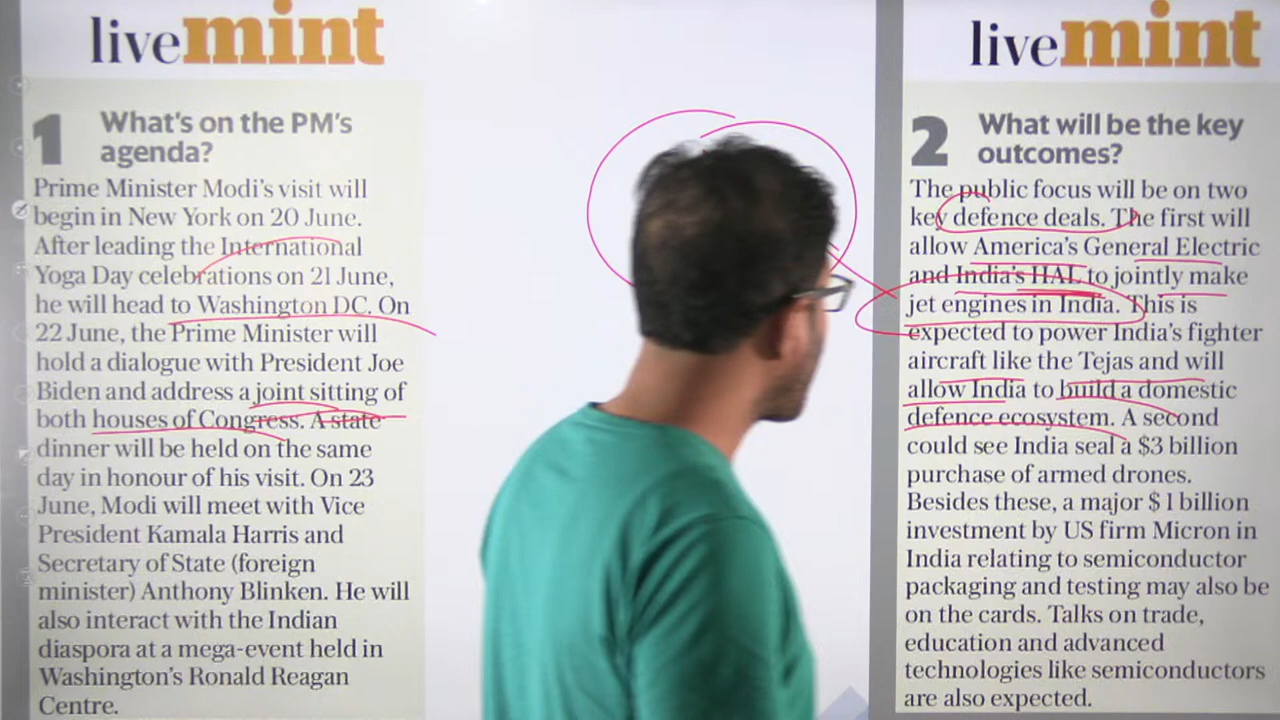 livemint
1 What's on the PM's
agenda?
Prime Minister Modi's visit will
begin in New York on 20 June.
After leading the International
Yoga Day celebrations on 21 June,
he will head to Washington DC. On
22 June, the Prime Minister will
hold a dialogue with President Joe
Biden and address a joint sitting of
both houses of Congress. A state
dinner will be held on the same
day in honour of his visit. On 23
June, Modi will meet with Vice
President Kamala Harris and
Secretary of State (foreign
minister) Anthony Blinken. He will
also interact with the Indian
diaspora at a mega-event held in
Washington's Ronald Reagan
Centre.
livemint
2 What will be the key
outcomes?
The public focus will be on two
key defence deals. The first will
allow America's General Electric
and India's HAL to jointly make
jet engines in India. This is
expected to power India's fighter
aircraft like the Tejas and will
allow India to build a domestic
defence ecosystem. A second
could see India seal a $3 billion
purchase of armed drones.
Besides these, a major $1 billion
investment by US firm Micron in
India relating to semiconductor
packaging and testing may also be
on the cards. Talks on trade,
education and advanced
technologies like semiconductors
are also expected.